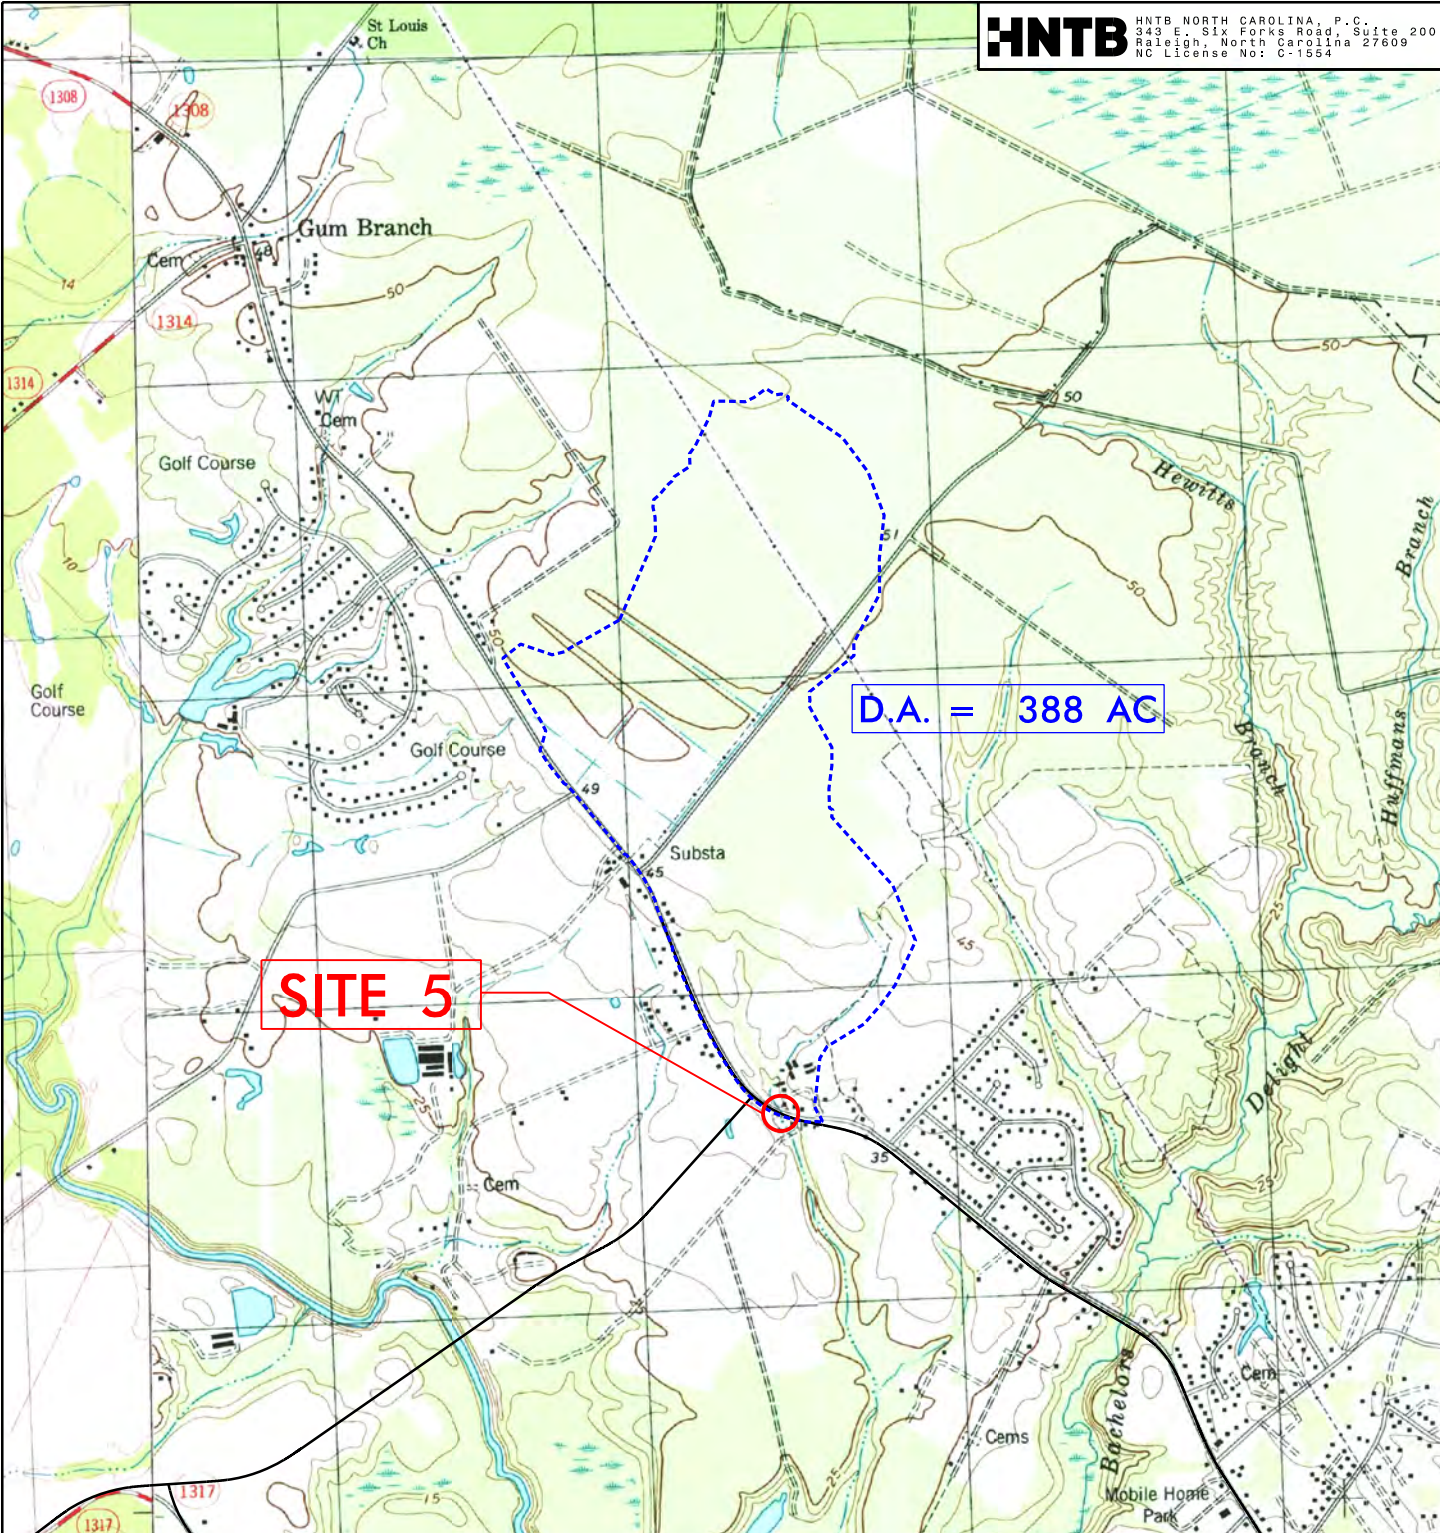 HNTB
HNTB NORTH CAROLINA, P.C.
343 E. Six Forks Road, Suite 200
Raleigh, North Carolina 27609
NC License No: C-1554
St Louis
Ch
1308
1308
Gum Branch
Cem
48
14
50
1314
1314
50
50
WT
Cem
Golf Course
Hewitts
Branch
51
10
50
50
Golf
Course
D.A. = 388 AC
Branch
Huffmans
Golf Course
49
Substa
45
25
45
SITE 5
Delight
25
35
Cem
25
Bachelors
Cem
Cems
25
Mobile Home
Park
1317
15
1317